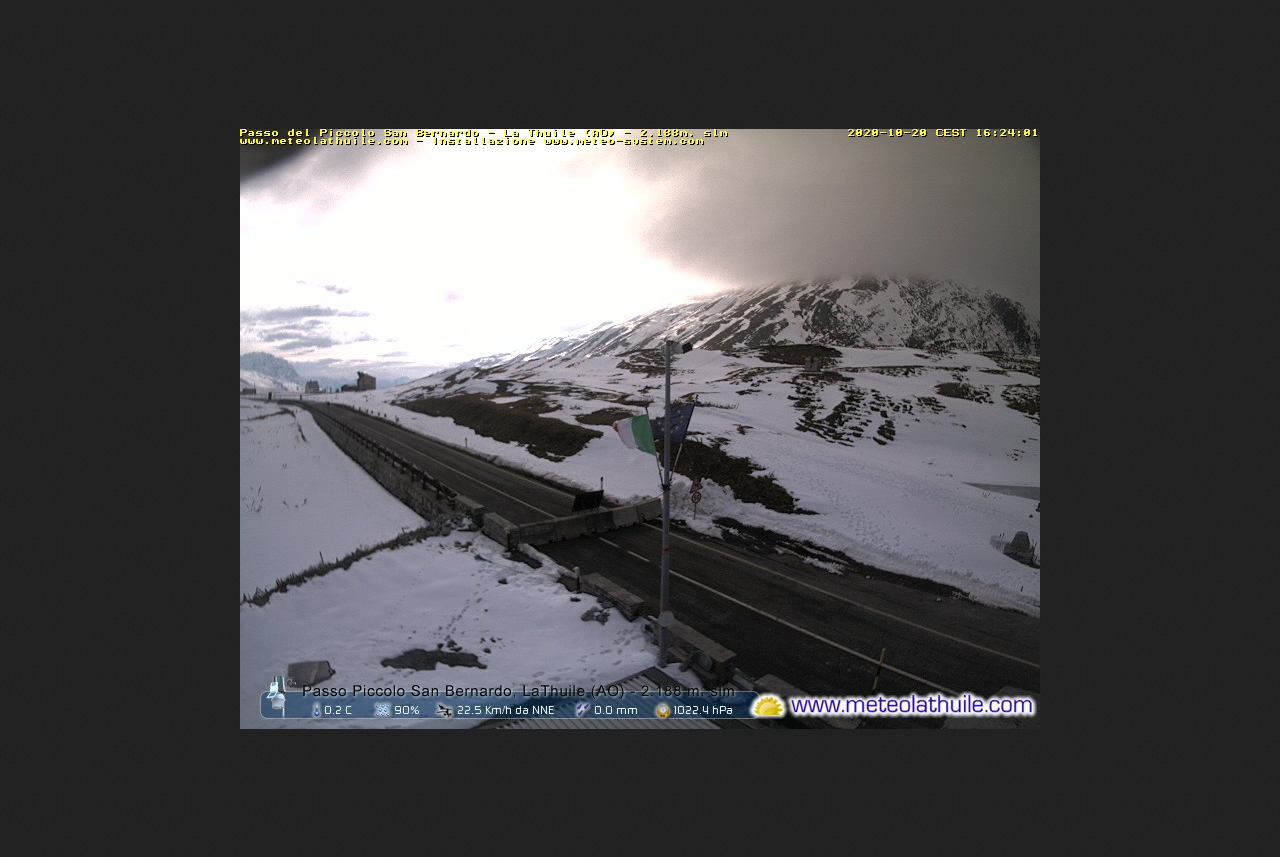 Passo del Piccolo San Bernardo - La Thuile (AO) - 2.188m. slm
2020-10-20 CEST 16:24:01
www.meteolathuile.com - Installazione www.meteo-system.com
Passo Piccolo San Bernardo, LaThuile (AO) - 2.188 m. slm
0.2 C 90% 22.5 Km/h da NNE 0.0 mm 1022.4 hPa
www.meteolathuile.com